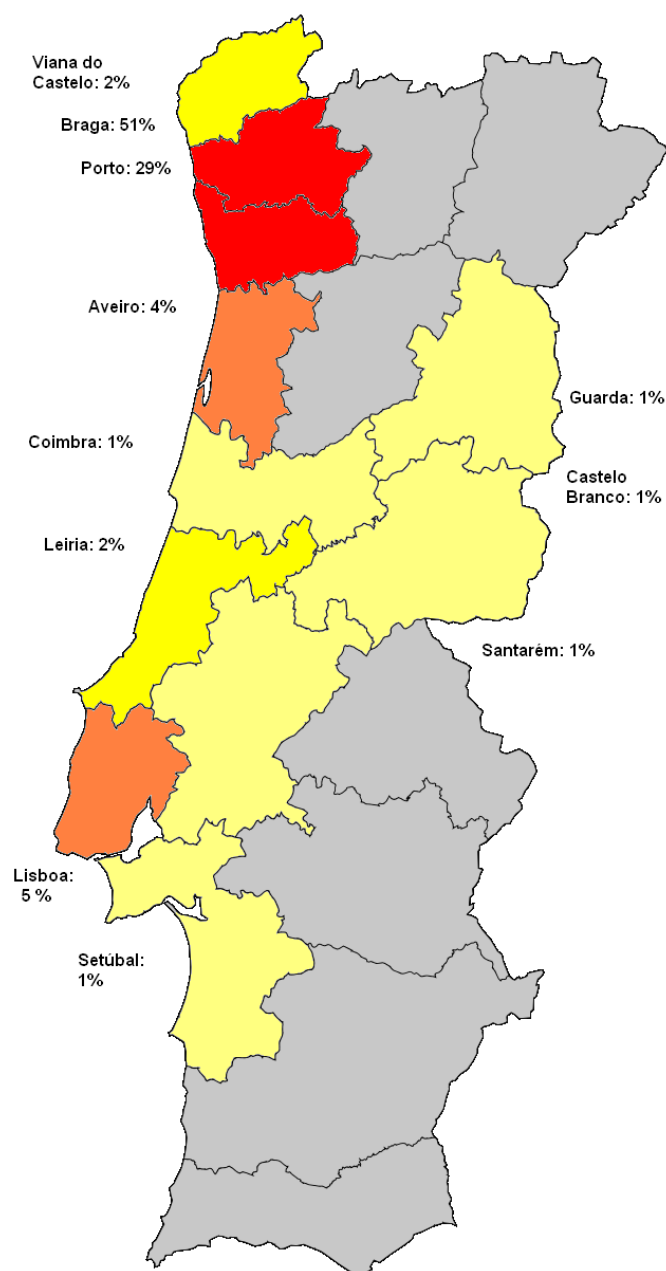 Viana do
Castelo: 2%
Braga: 51%
Porto: 29%
Aveiro: 4%
Guarda: 1%
Coimbra: 1%
Castelo
Branco: 1%
Leiria: 2%
Santarém: 1%
Lisboa:
5 %
Setúbal:
1%